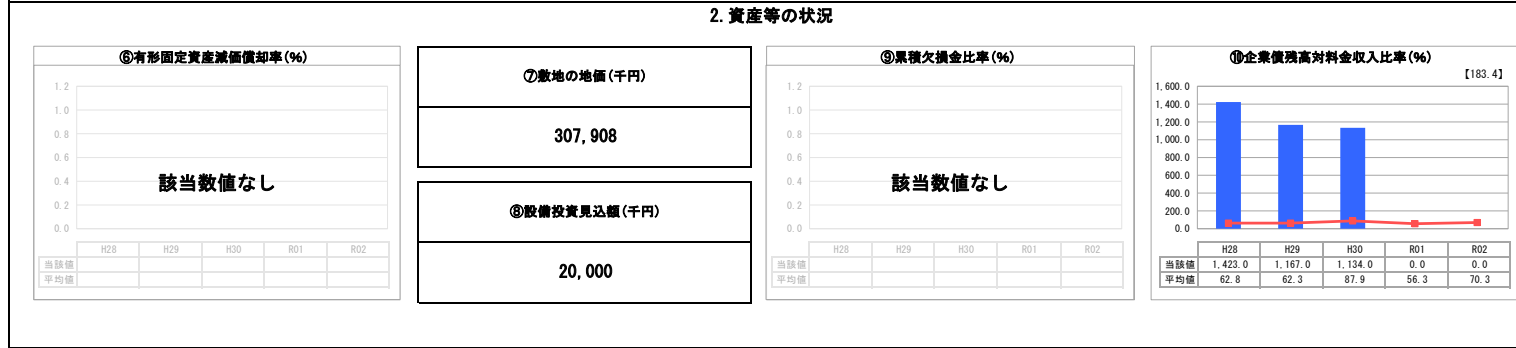 2. 資産等の状況
⑥有形固定資産減価償却率(%)
1.2
1.0
0.8
0.6
0.4
0.2
0.0
該当数値なし
H28 H29 H30 R01 R02
当該値
平均値
⑦敷地の地価(千円)
307,908
⑧設備投資見込額(千円)
20,000
⑨累積欠損金比率(%)
1.2
1.0
0.8
0.6
0.4
0.2
0.0
該当数値なし
H28 H29 H30 R01 R02
当該値
平均値
⑩企業債残高対料金収入比率(%)
【183.4】
1,600.0
1,400.0
1,200.0
1,000.0
800.0
600.0
400.0
200.0
0.0
H28 H29 H30 R01 R02
当該値 1,423.0 1,167.0 1,134.0 0.0 0.0
平均値 62.8 62.3 87.9 56.3 70.3